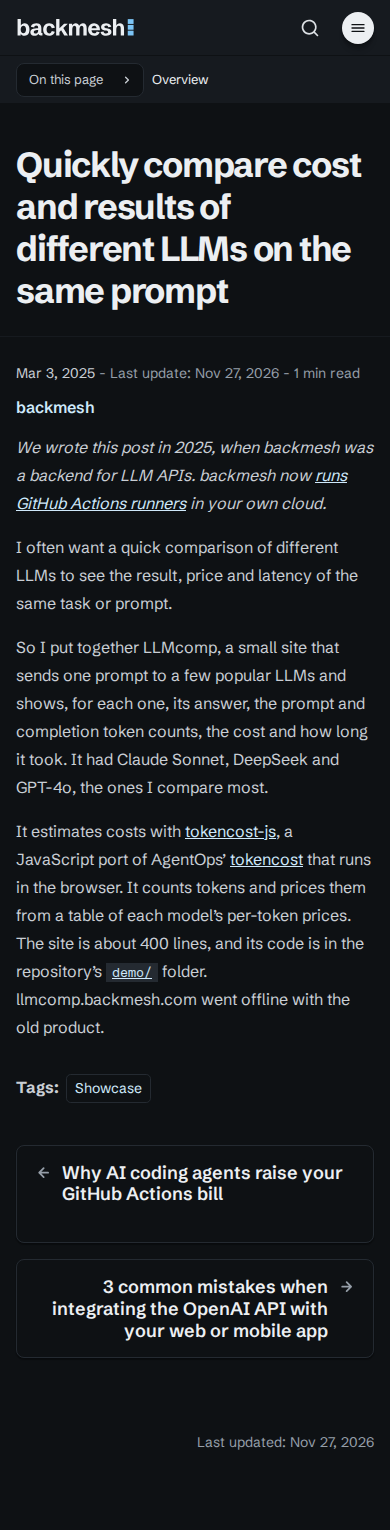 backmesh
On this page
Overview
Quickly compare cost
and results of
different LLMs on the
same prompt
Mar 3, 2025 - Last update: Nov 27, 2026 - 1 min read
backmesh
We wrote this post in 2025, when backmesh was
a backend for LLM APIs. backmesh now runs
GitHub Actions runners in your own cloud.
I often want a quick comparison of different
LLMs to see the result, price and latency of the
same task or prompt.
So I put together LLMcomp, a small site that
sends one prompt to a few popular LLMs and
shows, for each one, its answer, the prompt and
completion token counts, the cost and how long
it took. It had Claude Sonnet, DeepSeek and
GPT-4o, the ones I compare most.
It estimates costs with tokencost-js, a
JavaScript port of AgentOps’ tokencost that runs
in the browser. It counts tokens and prices them
from a table of each model’s per-token prices.
The site is about 400 lines, and its code is in the
repository’s demo/ folder.
llmcomp.backmesh.com went offline with the
old product.
Tags: Showcase
← Why AI coding agents raise your
GitHub Actions bill
3 common mistakes when →
integrating the OpenAI API with
your web or mobile app
Last updated: Nov 27, 2026